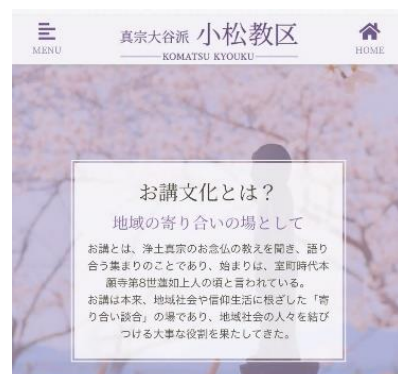 真宗大谷派 小松教区
MENU
KOMATSU KYOUKU
HOME
お講文化とは？
地域の寄り合いの場として
お講とは、浄土真宗のお念仏の教えを聞き、語り
合う集まりのことであり、始まりは、室町時代本
願寺第8世蓮如上人の頃と言われている。
お講は本来、地域社会や信仰生活に根ざした「寄
り合い談合」の場であり、地域社会の人々を結び
つける大事な役割を果たしてきた。